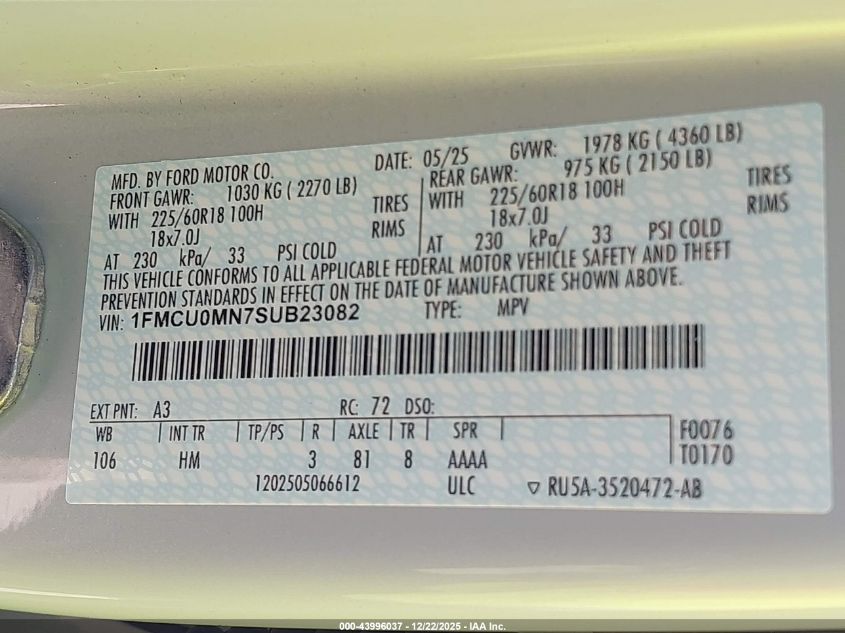 MFD. BY FORD MOTOR CO. DATE: 05/25 GVWR: 1978 KG ( 4360 LB)
FRONT GAWR: 1030 KG ( 2270 LB) REAR GAWR: 975 KG ( 2150 LB)
WITH 225/60R18 100H TIRES WITH 225/60R18 100H TIRES
18x7.0J RIMS 18x7.0J RIMS
AT 230 kPa/ 33 PSI COLD AT 230 kPa/ 33 PSI COLD
THIS VEHICLE CONFORMS TO ALL APPLICABLE FEDERAL MOTOR VEHICLE SAFETY AND THEFT
PREVENTION STANDARDS IN EFFECT ON THE DATE OF MANUFACTURE SHOWN ABOVE.
VIN: 1FMCU0MN7SUB23082 TYPE: MPV
EXT PNT: A3 RC: 72 DSO:
WB INT TR TP/PS R AXLE TR SPR F0076
106 HM 3 81 8 AAAA T0170
1202505066612 ULC ▽ RU5A-3520472-AB
000-43996037 - 12/22/2025 - IAA Inc.